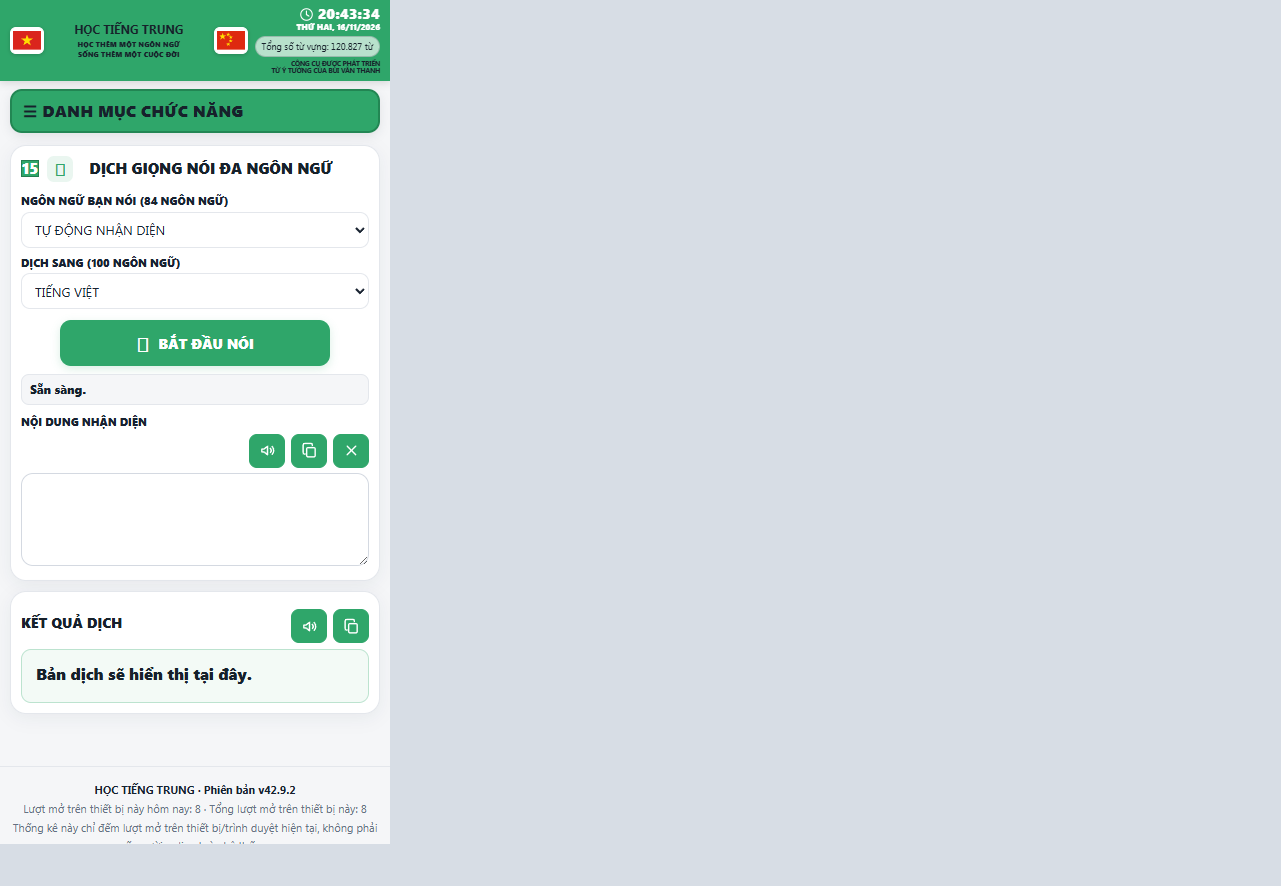 HỌC TIẾNG TRUNG
HỌC THÊM MỘT NGÔN NGỮ
SỐNG THÊM MỘT CUỘC ĐỜI
20:43:34
THỨ HAI, 16/11/2026
Tổng số từ vựng: 120.827 từ
CÔNG CỤ ĐƯỢC PHÁT TRIỂN
TỪ Ý TƯỞNG CỦA BÙI VĂN THANH
☰ DANH MỤC CHỨC NĂNG
15 DỊCH GIỌNG NÓI ĐA NGÔN NGỮ
NGÔN NGỮ BẠN NÓI (84 NGÔN NGỮ)
TỰ ĐỘNG NHẬN DIỆN
DỊCH SANG (100 NGÔN NGỮ)
TIẾNG VIỆT
BẮT ĐẦU NÓI
Sẵn sàng.
NỘI DUNG NHẬN DIỆN
KẾT QUẢ DỊCH
Bản dịch sẽ hiển thị tại đây.
HỌC TIẾNG TRUNG · Phiên bản v42.9.2
Lượt mở trên thiết bị này hôm nay: 8 · Tổng lượt mở trên thiết bị này: 8
Thống kê này chỉ đếm lượt mở trên thiết bị/trình duyệt hiện tại, không phải